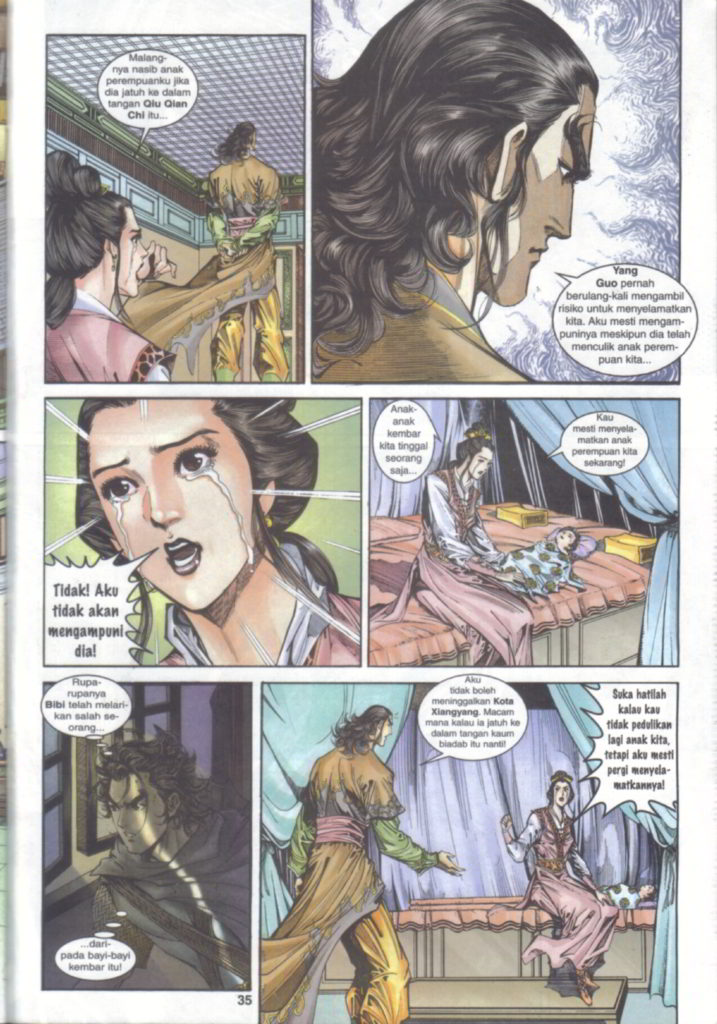 Malang-
nya nasib anak
perempuanku jika
dia jatuh ke dalam
tangan Qiu Qian
Chi itu...
Yang
Guo pernah
berulang-kali mengambil
risiko untuk menyelamatkan
kita. Aku mesti mengam-
puninya meskipun dia telah
menculik anak perem-
puan kita...
Tidak! Aku
tidak akan
mengampuni
dia!
Anak-
anak
kembar
kita tinggal
seorang
saja...
Kau
mesti menyela-
matkan anak
perempuan kita
sekarang!
Rupa-
rupanya
Bibi telah melari-
kan salah se-
orang...
...dari-
pada bayi-bayi
kembar itu!
Aku
tidak boleh
meninggalkan Kota
Xiangyang. Macam
mana kalau ia jatuh ke
dalam tangan kaum
biadab itu nanti!
Suka hatilah
kalau kau
tidak pedulikan
lagi anak kita,
tetapi aku mesti
pergi menyela-
matkannya!
35